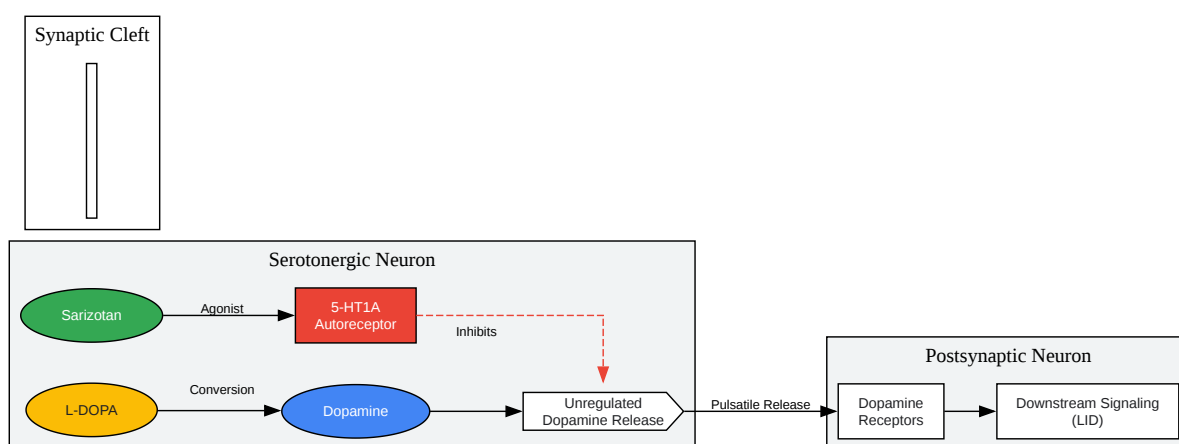 Synaptic Cleft
Serotonergic Neuron
Sarizotan
Agonist
5-HT1A
Autoreceptor
Inhibits
L-DOPA
Conversion
Dopamine
Unregulated
Dopamine Release
Pulsatile Release
Postsynaptic Neuron
Dopamine
Receptors
Downstream Signaling
(LID)